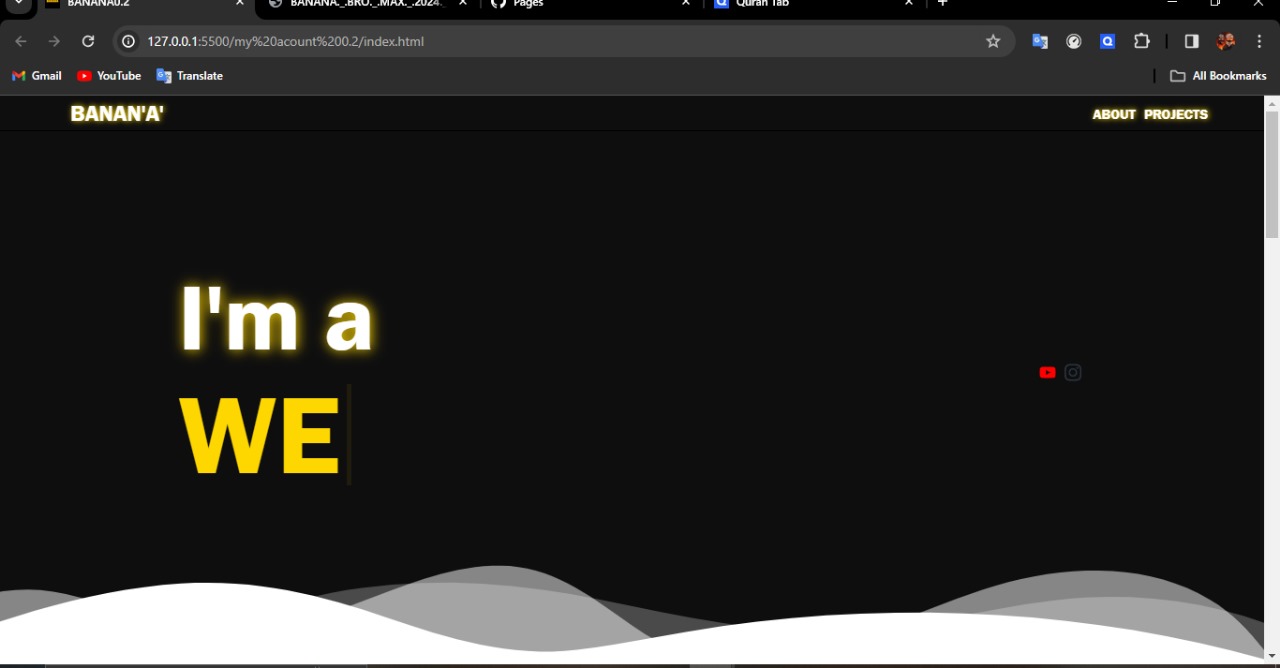 BANANA0.2
BANANA._.BRO._.MAX._.2024
Pages
Quran Tab
127.0.0.1:5500/my%20acount%200.2/index.html
Gmail
YouTube
Translate
All Bookmarks
BANAN'A'
ABOUT PROJECTS
I'm a
WE